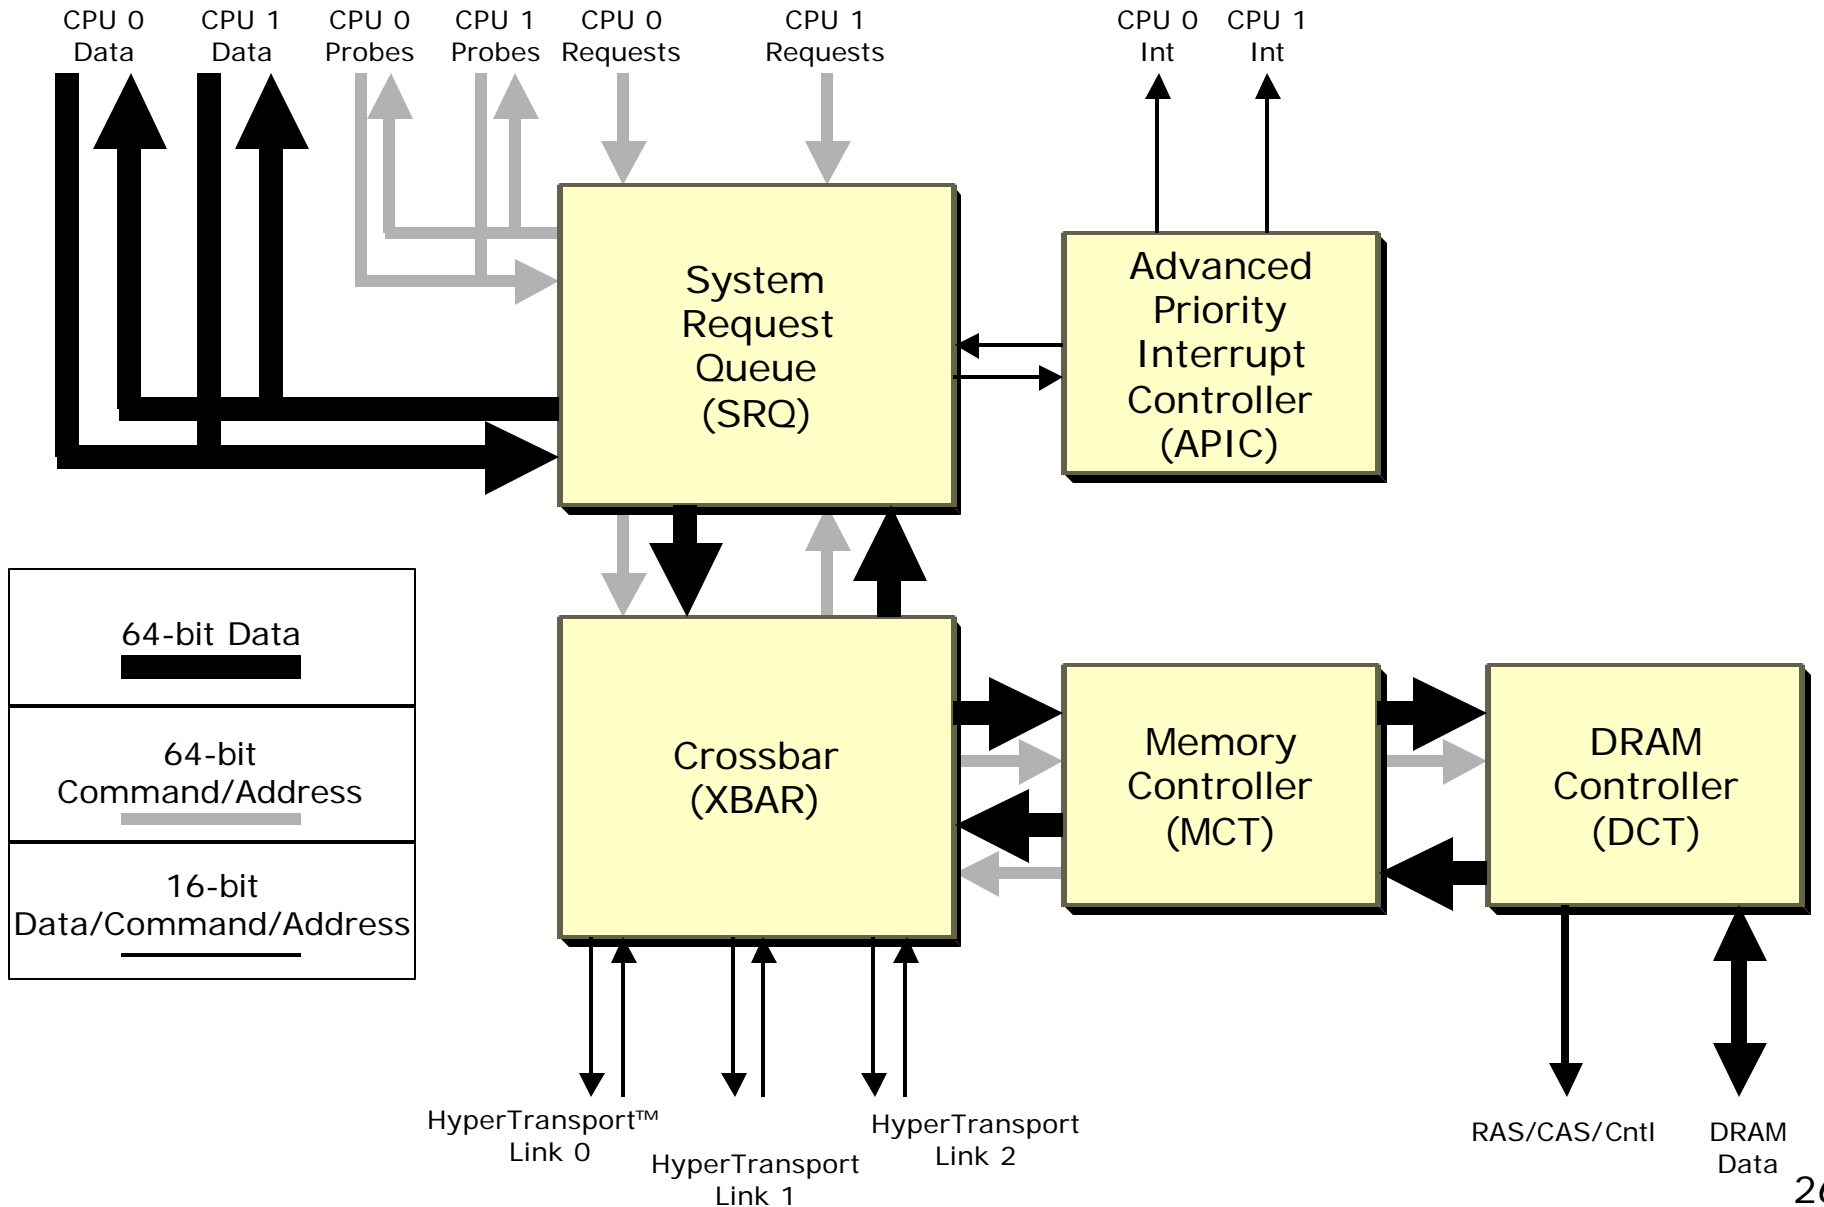 CPU 0
Data
CPU 1
Data
CPU 0
Probes
CPU 1
Probes
CPU 0
Requests
CPU 1
Requests
CPU 0
Int
CPU 1
Int
System
Request
Queue
(SRQ)
Advanced
Priority
Interrupt
Controller
(APIC)
64-bit Data
64-bit
Command/Address
16-bit
Data/Command/Address
Crossbar
(XBAR)
Memory
Controller
(MCT)
DRAM
Controller
(DCT)
HyperTransport™
Link 0
HyperTransport
Link 1
HyperTransport
Link 2
RAS/CAS/Cntl
DRAM
Data